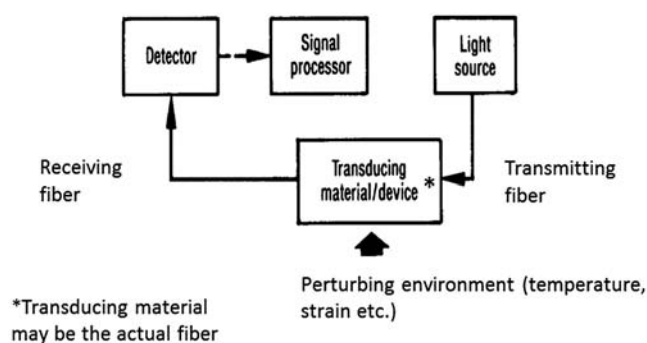 Detector
Signal
processor
Light
source
Receiving
fiber
Transducing
material/device *
Transmitting
fiber
Perturbing environment (temperature,
strain etc.)
*Transducing material
may be the actual fiber